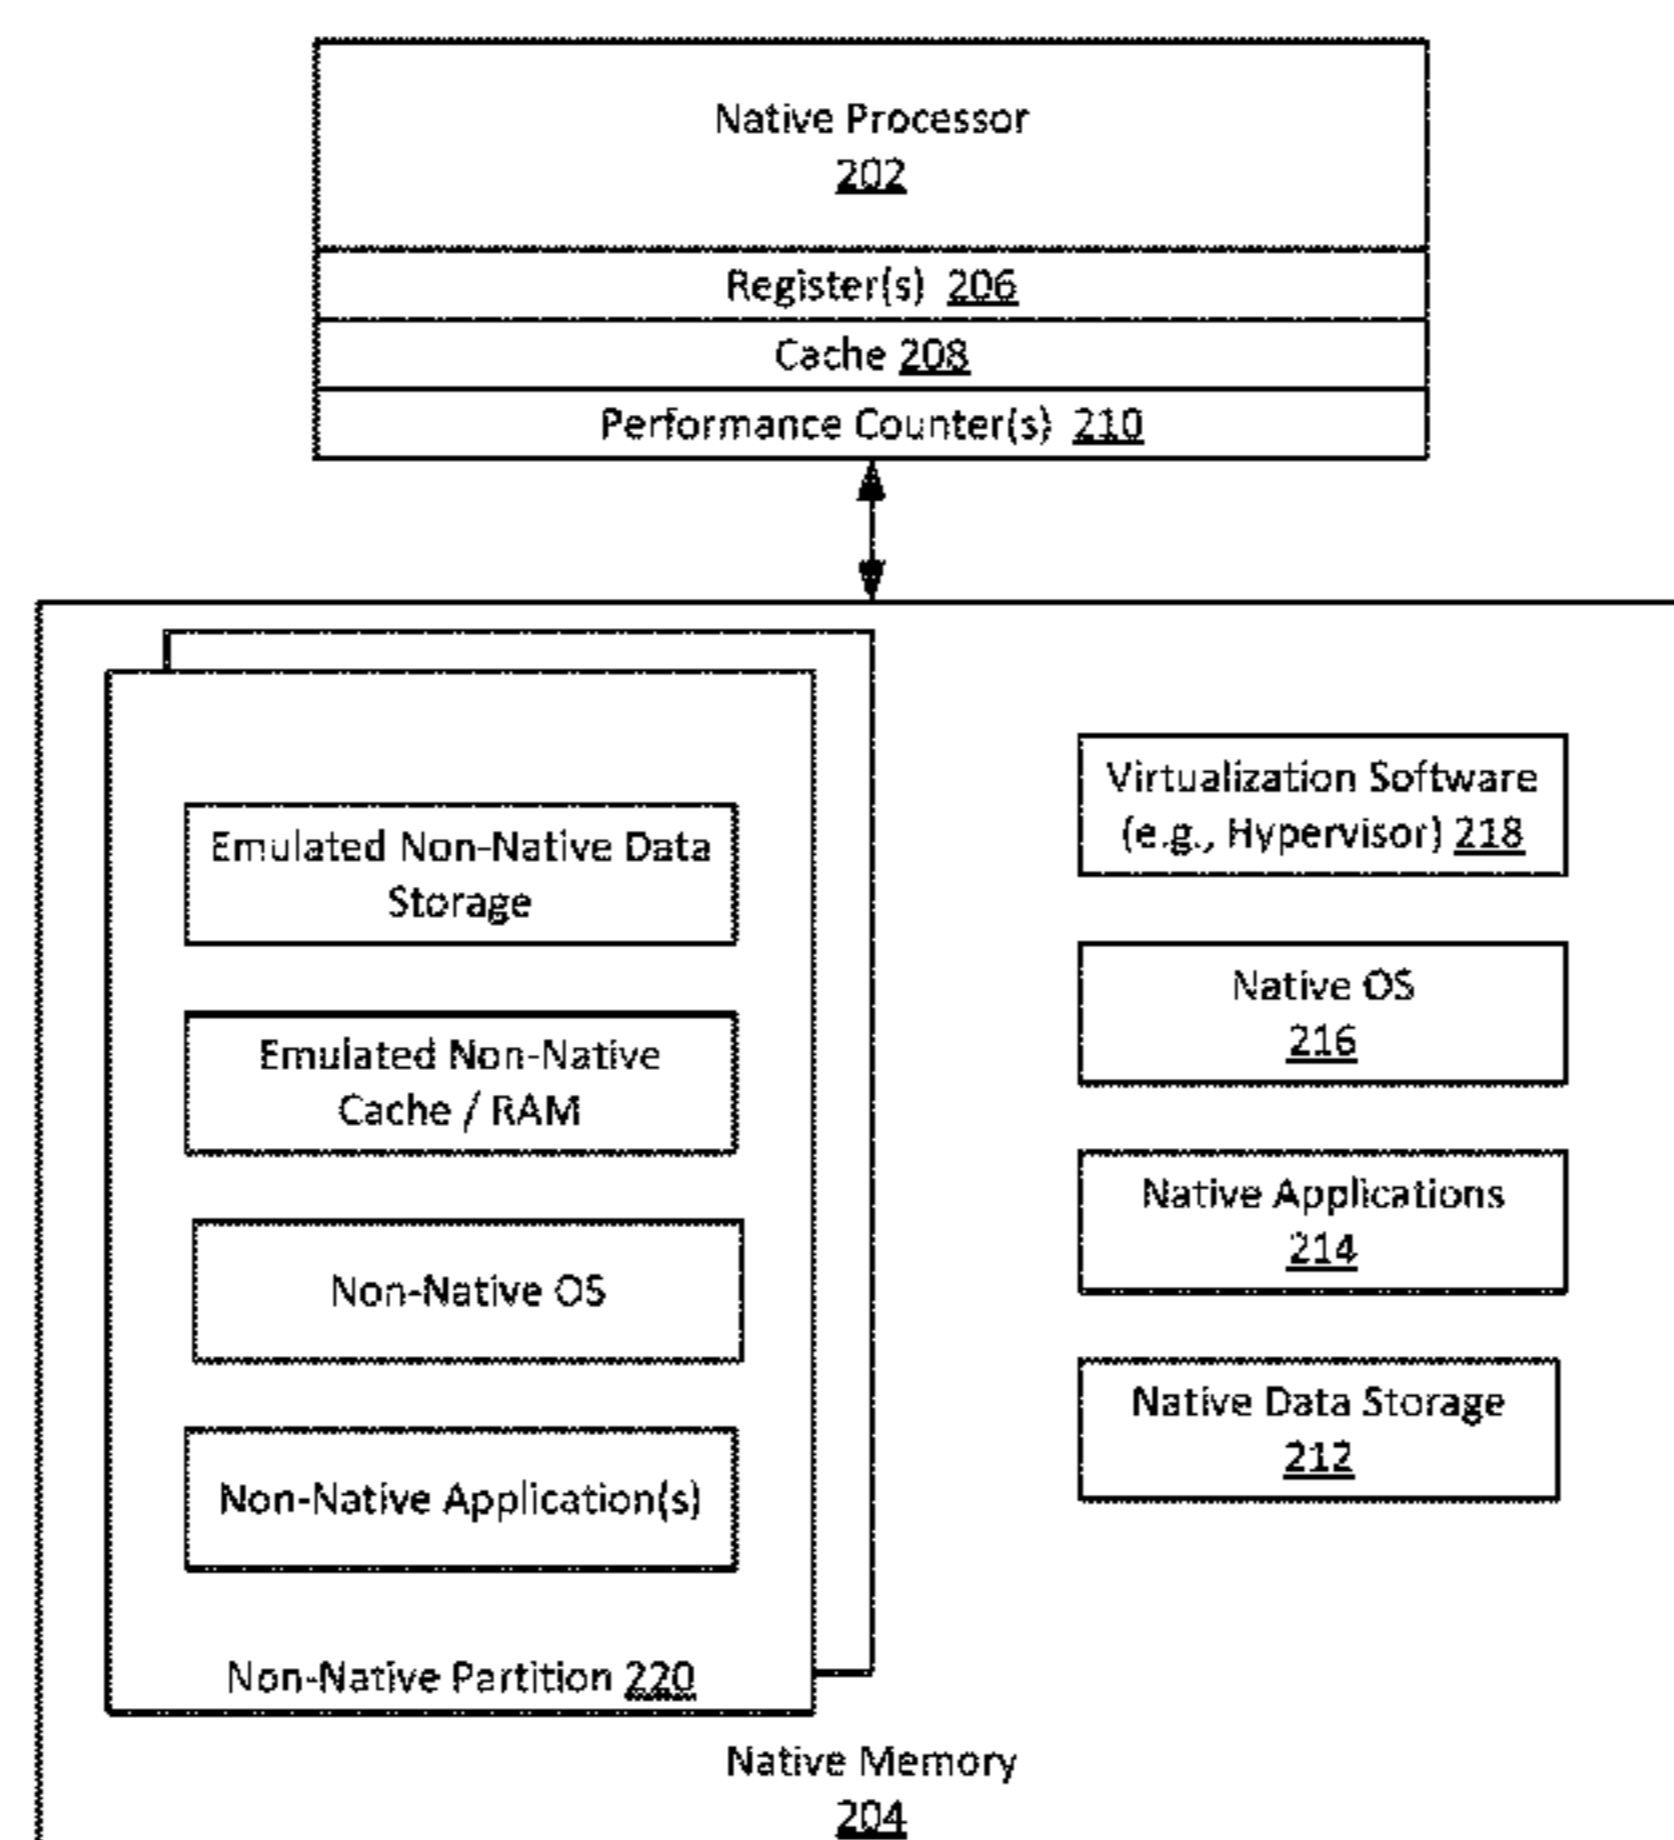 Native Processor
202
Register(s) 206
Cache 208
Performance Counter(s) 210
Emulated Non-Native Data
Storage
Emulated Non-Native
Cache / RAM
Non-Native OS
Non-Native Application(s)
Non-Native Partition 220
Virtualization Software
(e.g., Hypervisor) 218
Native OS
216
Native Applications
214
Native Data Storage
212
Native Memory
204